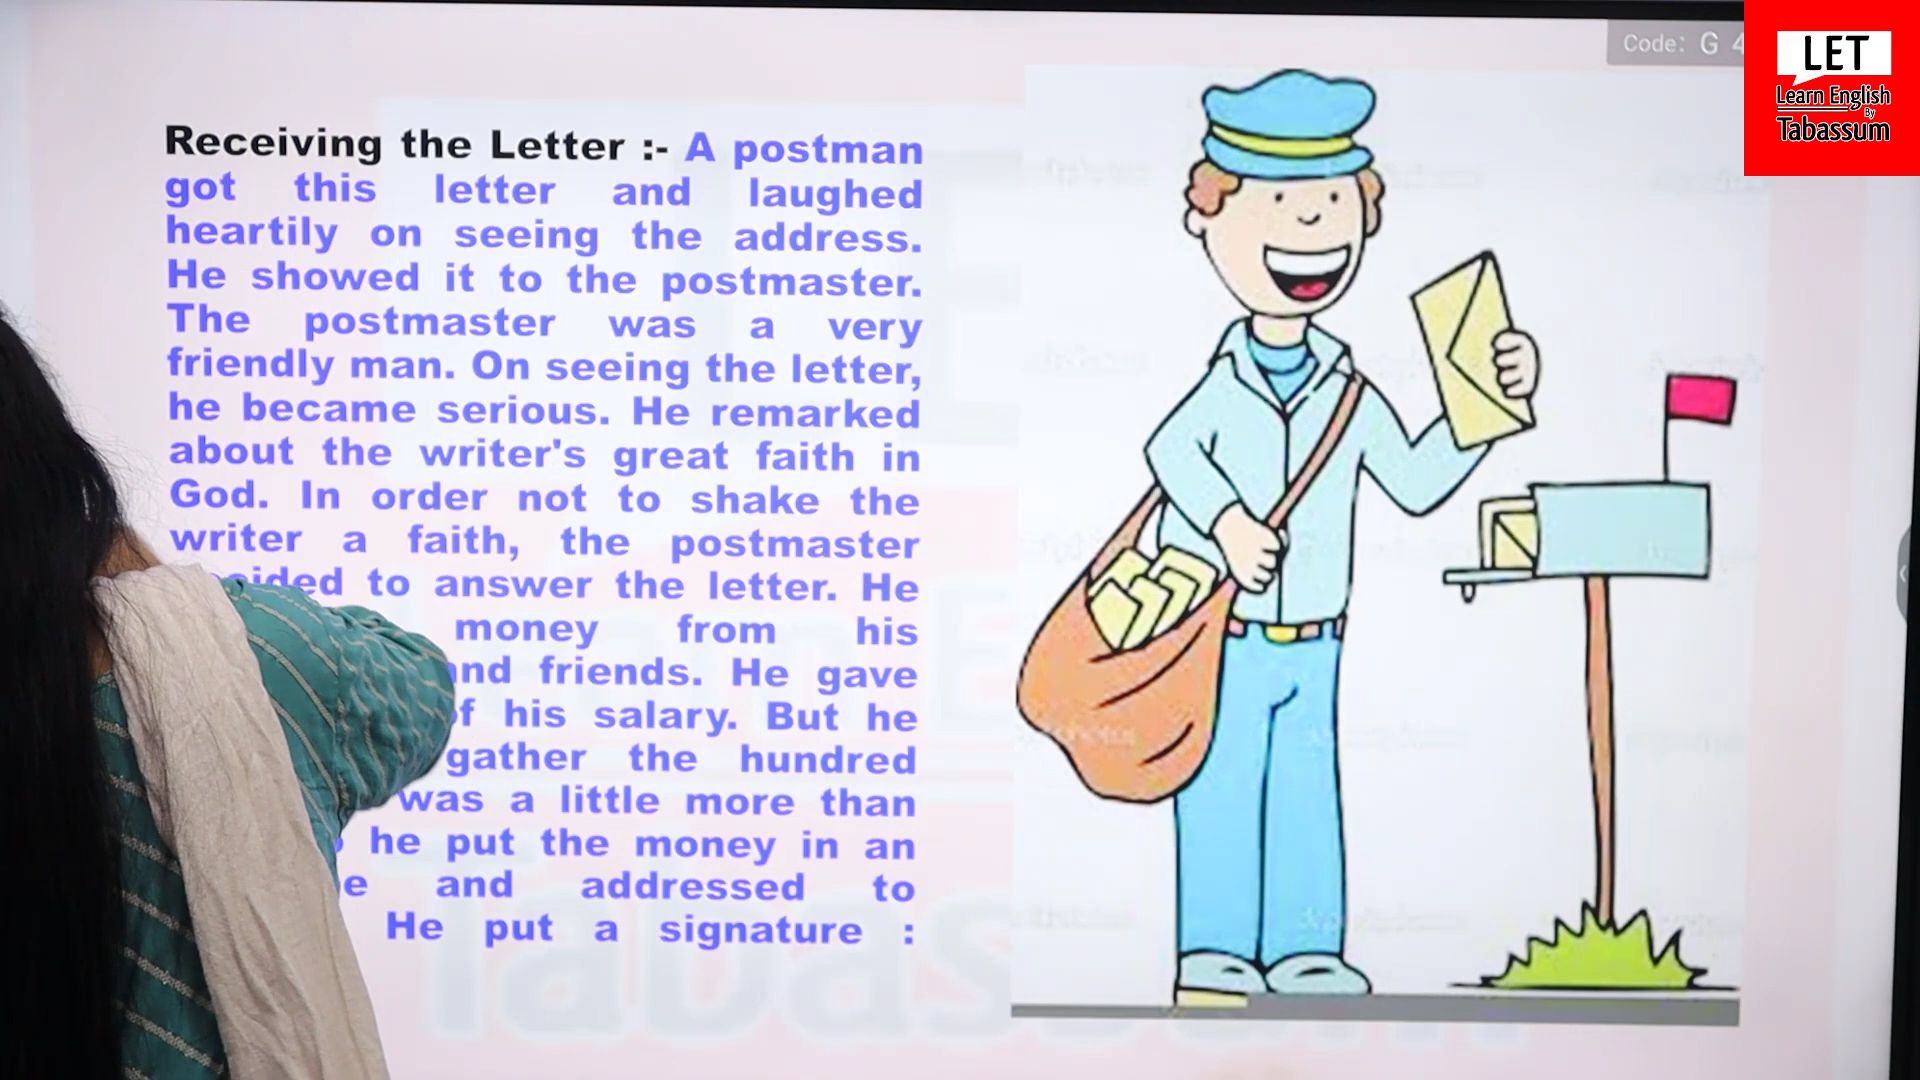 Code: G 4
LET
Learn English
By
Tabassum
Receiving the Letter :- A postman
got this letter and laughed
heartily on seeing the address.
He showed it to the postmaster.
The postmaster was a very
friendly man. On seeing the letter,
he became serious. He remarked
about the writer's great faith in
God. In order not to shake the
writer a faith, the postmaster
to answer the letter. He
money from his
friends. He gave
his salary. But he
gather the hundred
was a little more than
he put the money in an
and addressed to
He put a signature :